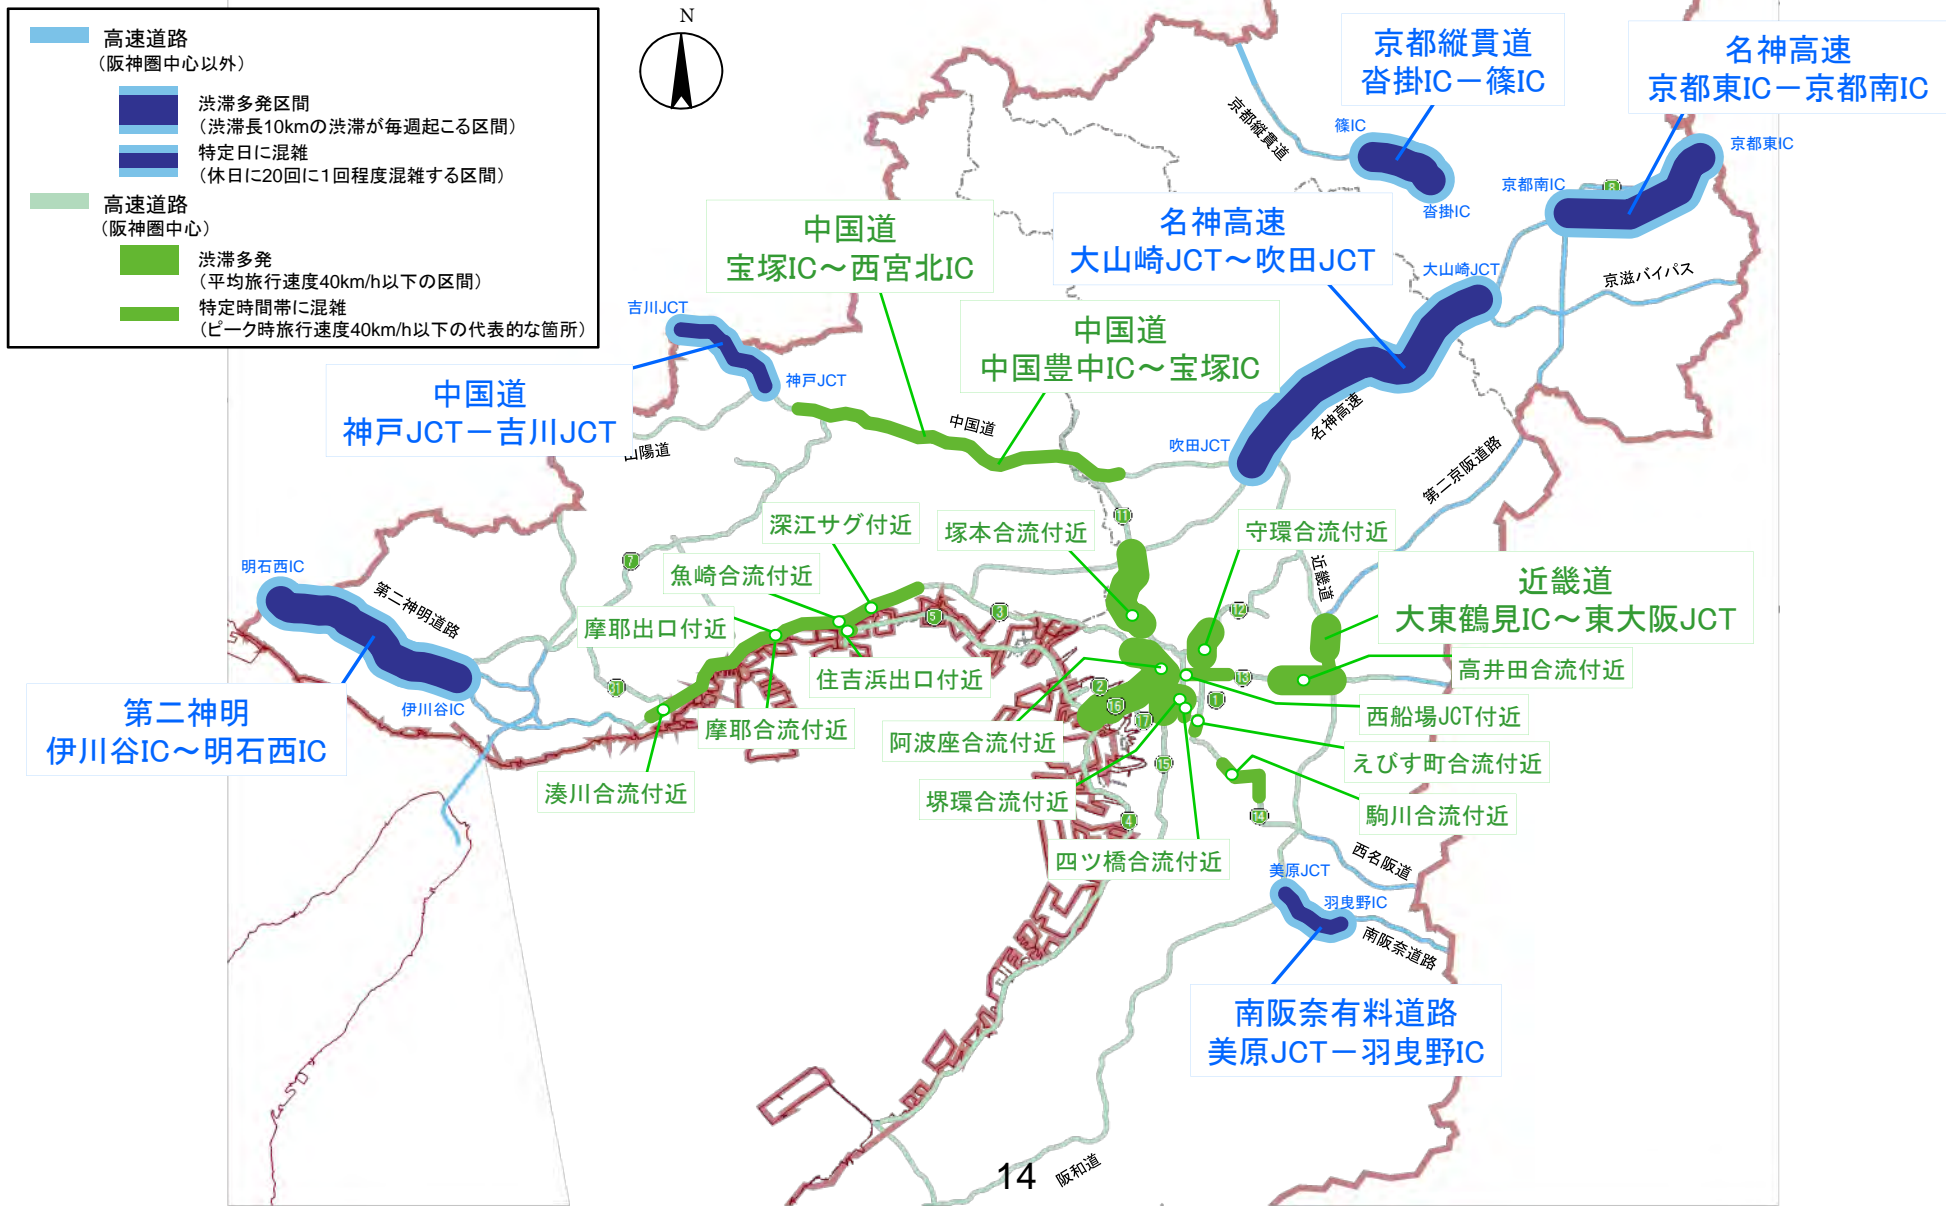 高速道路
（阪神圏中心以外）
渋滞多発区間
（渋滞長10kmの渋滞が毎週起こる区間）
特定日に混雑
（休日に20回に1回程度混雑する区間）
高速道路
（阪神圏中心）
渋滞多発
（平均旅行速度40km/h以下の区間）
特定時間帯に混雑
（ピーク時旅行速度40km/h以下の代表的な箇所）
N
京都縦貫道
沓掛IC－篠IC
名神高速
京都東IC－京都南IC
京都縦貫道
篠IC
沓掛IC
京都東IC
京都南IC
8
名神高速
大山崎JCT～吹田JCT
大山崎JCT
京滋バイパス
中国道
宝塚IC～西宮北IC
中国道
中国豊中IC～宝塚IC
吉川JCT
神戸JCT
中国道
神戸JCT－吉川JCT
山陽道
中国道
吹田JCT
名神高速
第二京阪道路
深江サグ付近
塚本合流付近
11
守環合流付近
近畿道
近畿道
大東鶴見IC～東大阪JCT
魚崎合流付近
7
明石西IC
第二神明道路
摩耶出口付近
5
3
12
住吉浜出口付近
高井田合流付近
13
31
2
16
17
1
伊川谷IC
第二神明
伊川谷IC～明石西IC
摩耶合流付近
阿波座合流付近
西船場JCT付近
えびす町合流付近
15
湊川合流付近
堺環合流付近
駒川合流付近
4
14
四ツ橋合流付近
西名阪道
美原JCT
羽曳野IC
南阪奈道路
南阪奈有料道路
美原JCT－羽曳野IC
阪和道
14